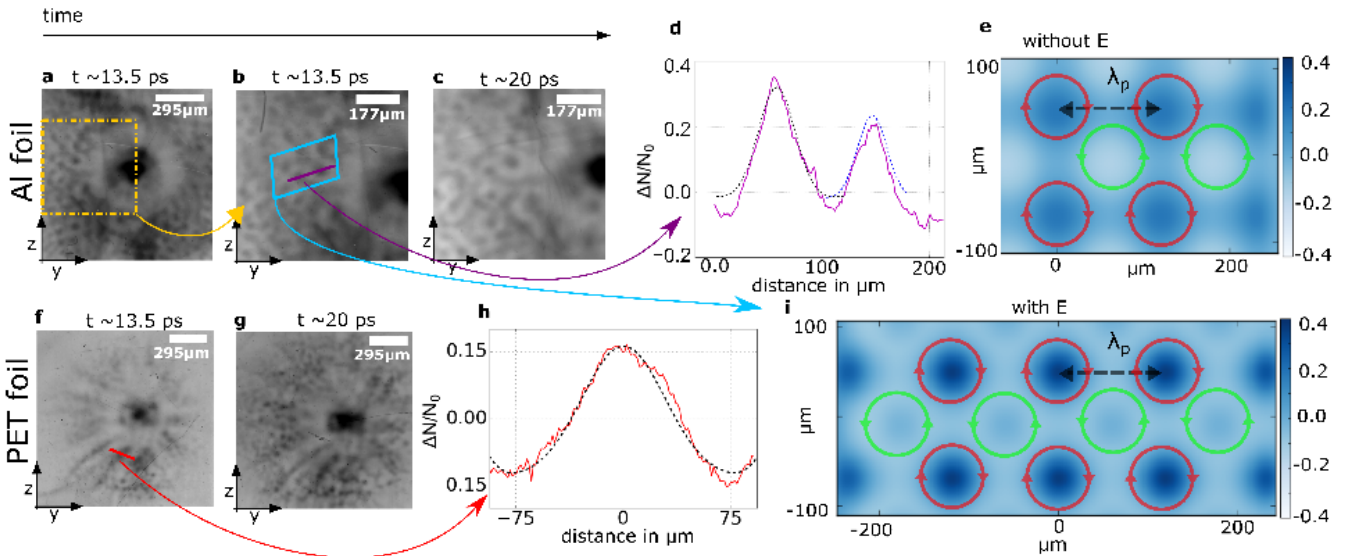 time
a t ~13.5 ps
295µm
b t ~13.5 ps
177µm
c t ~20 ps
177µm
Al foil
z
y
z
y
z
y
d
0.4
0.2
0.0
−0.2
ΔN/N₀
0.0
100
200
distance in µm
e without E
100
-100
µm
λp
0
200
µm
0.4
0.2
0.0
-0.2
-0.4
f t ~13.5 ps
295µm
g t ~20 ps
295µm
PET foil
z
y
z
y
h
0.15
0.00
0.15
ΔN/N₀
−75
0
75
distance in µm
i with E
100
-100
µm
λp
-200
0
200
µm
0.4
0.2
0.0
-0.2
-0.4